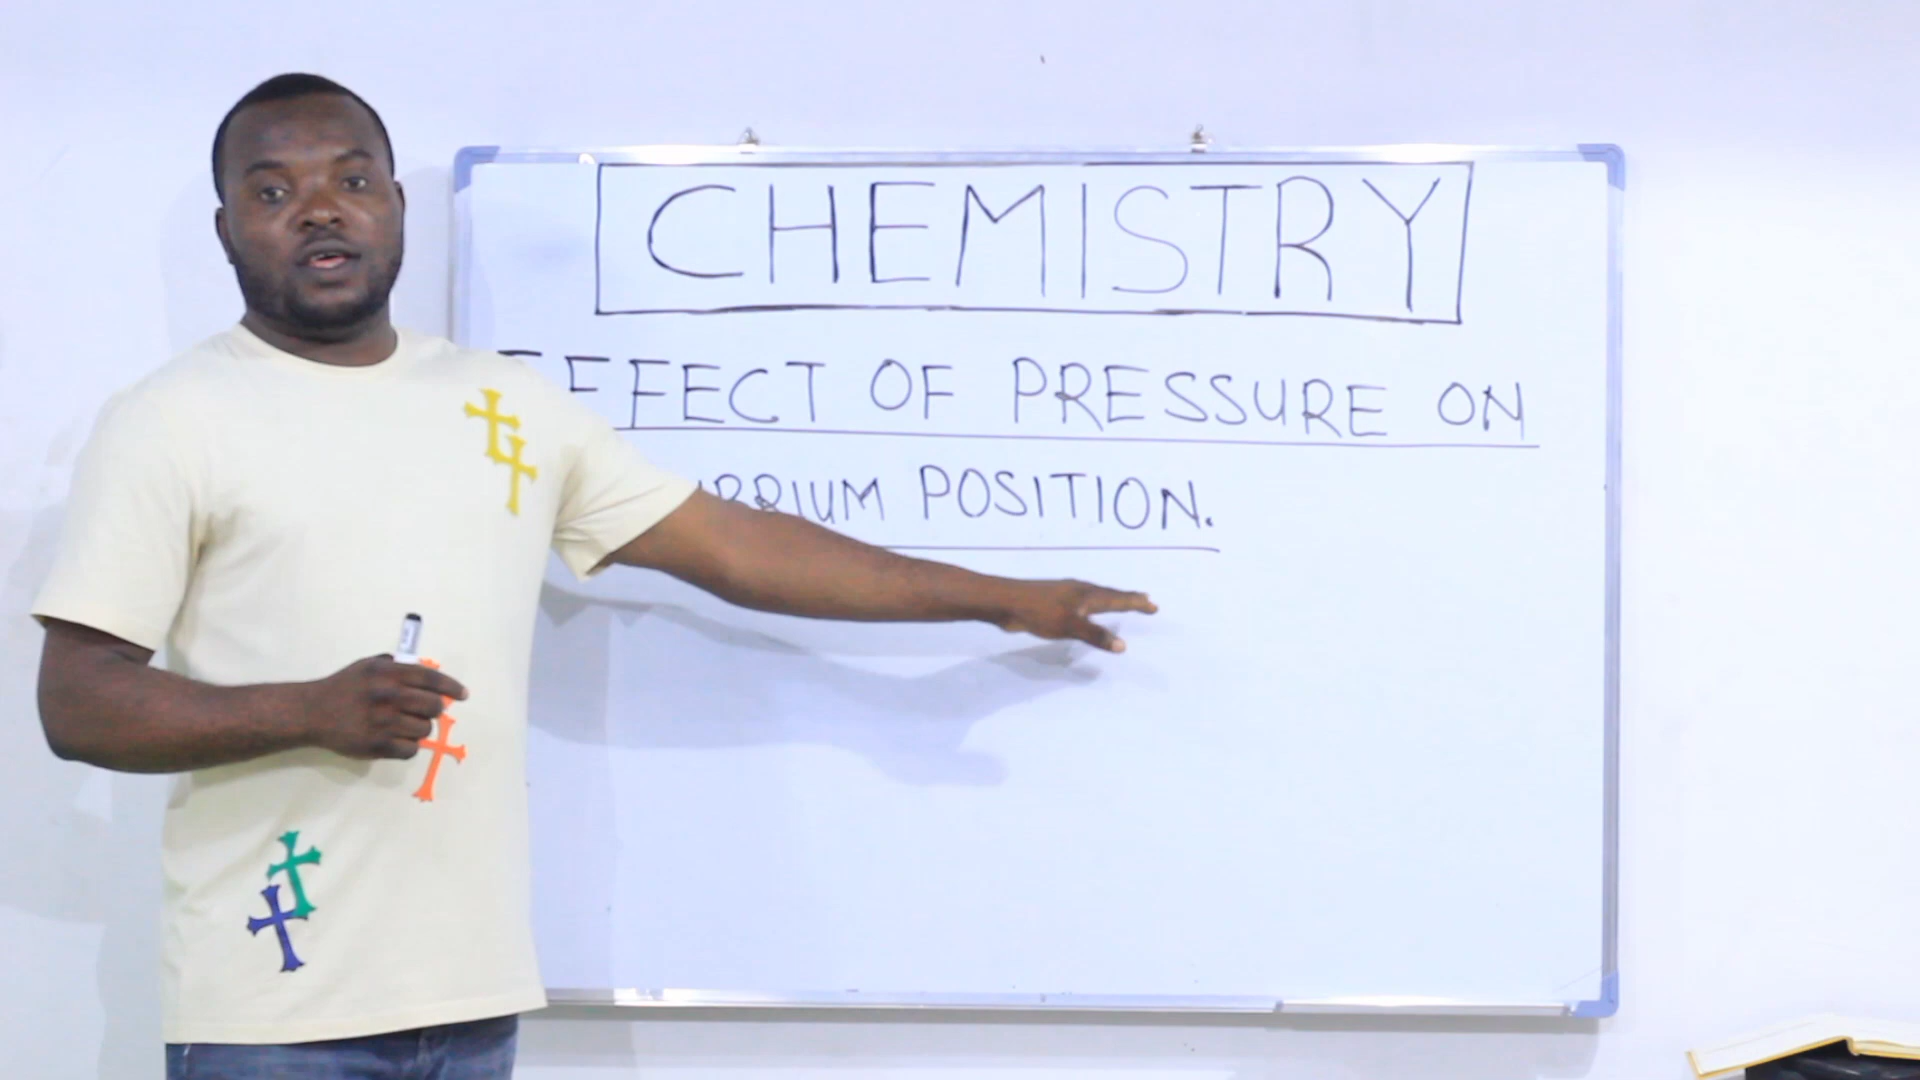 CHEMISTRY
EFFECT OF PRESSURE ON
POSITION.